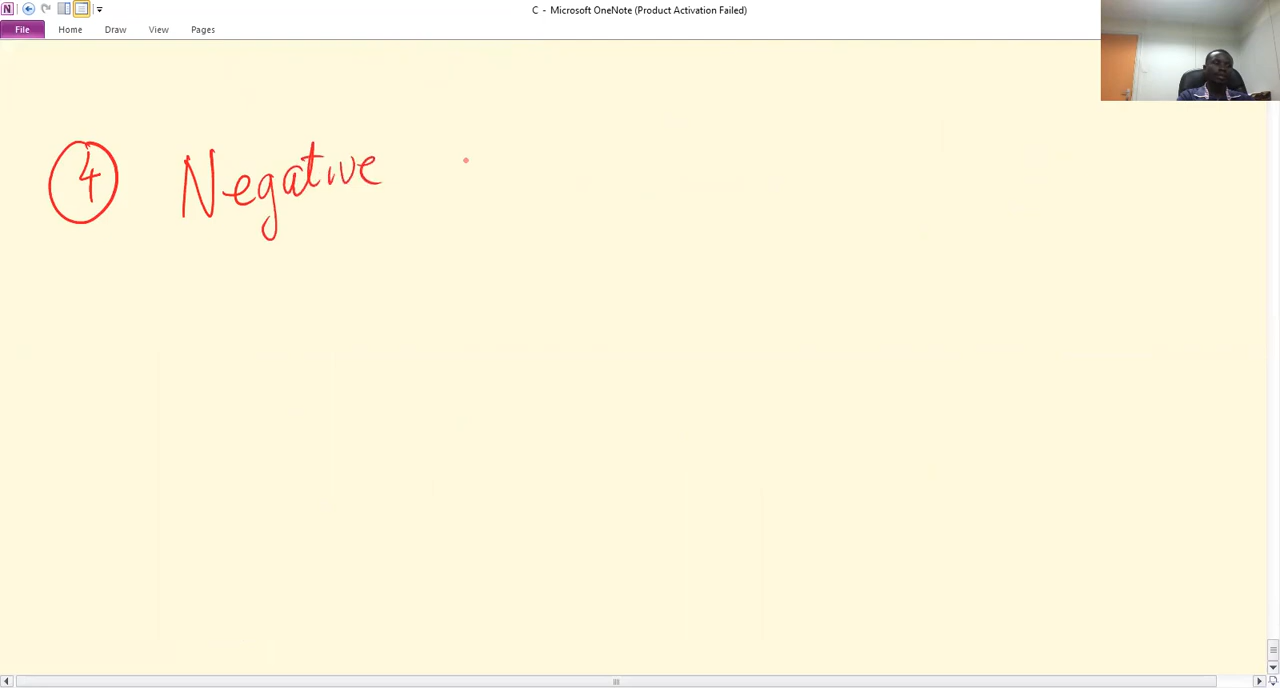 C - Microsoft OneNote (Product Activation Failed)
File Home Draw View Pages
4 Negative